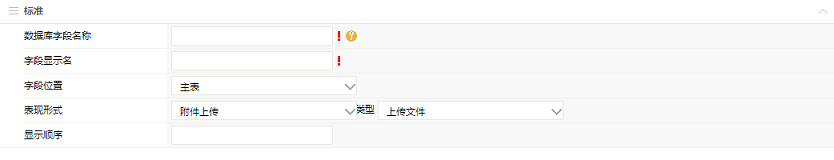 标准
数据库字段名称 ! ?
字段显示名 !
字段位置 主表
表现形式 附件上传 类型 上传文件
显示顺序